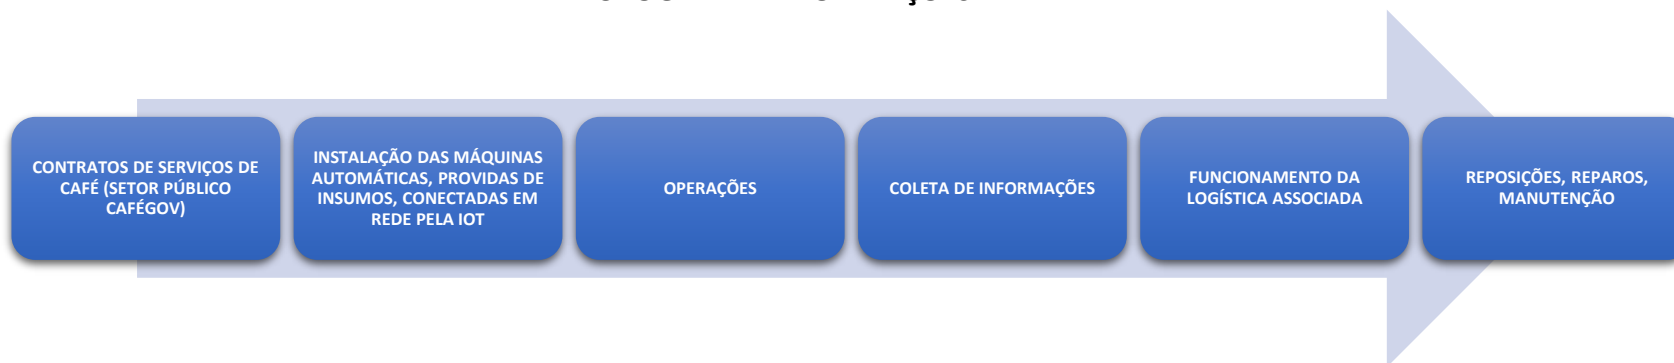 CONTRATOS DE SERVIÇOS DE
CAFÉ (SETOR PÚBLICO
CAFÉGOV)
INSTALAÇÃO DAS MÁQUINAS
AUTOMÁTICAS, PROVIDAS DE
INSUMOS, CONECTADAS EM
REDE PELA IOT
OPERAÇÕES
COLETA DE INFORMAÇÕES
FUNCIONAMENTO DA
LOGÍSTICA ASSOCIADA
REPOSIÇÕES, REPAROS,
MANUTENÇÃO